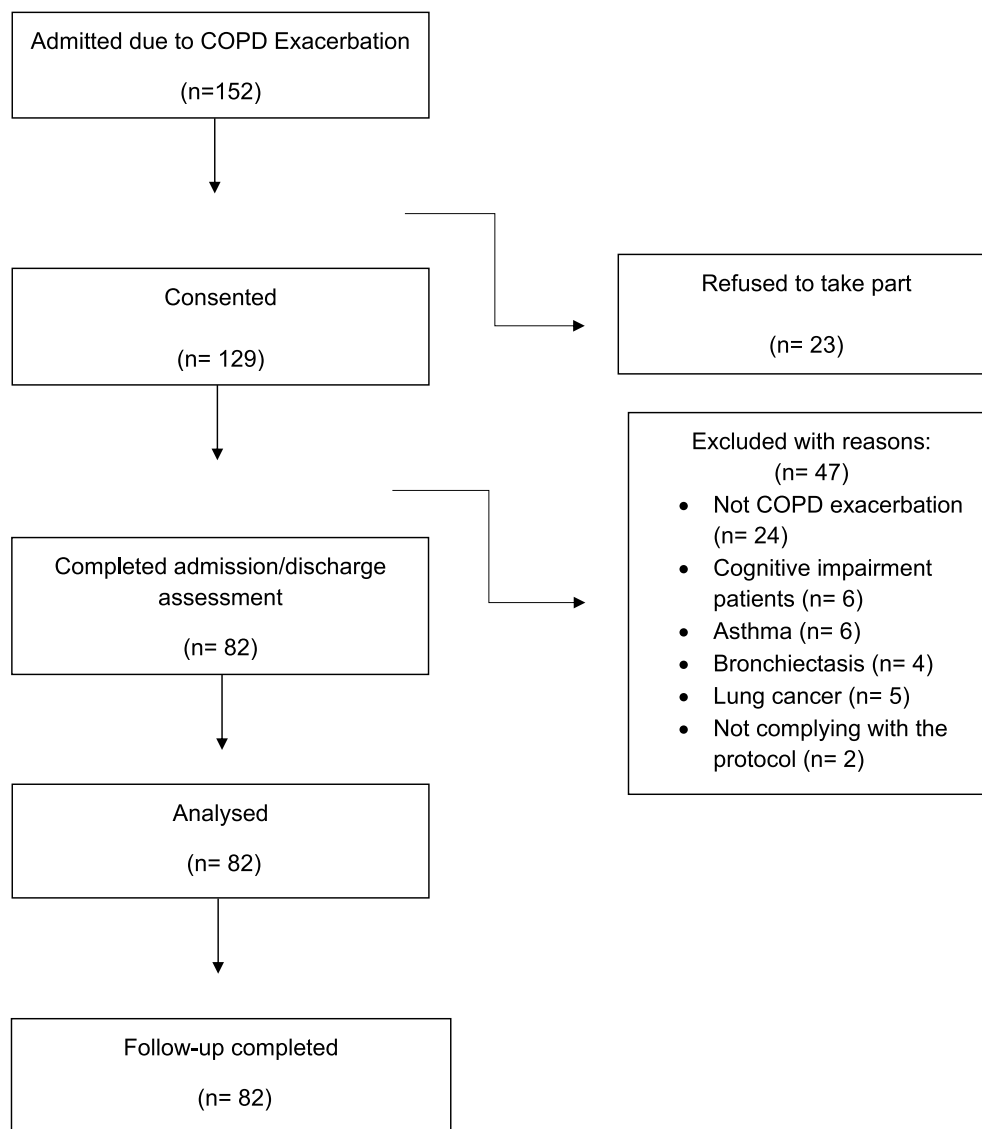 Admitted due to COPD Exacerbation
(n=152)
Consented
(n= 129)
Refused to take part
(n= 23)
Excluded with reasons:
(n= 47)
• Not COPD exacerbation
(n= 24)
• Cognitive impairment
patients (n= 6)
• Asthma (n= 6)
• Bronchiectasis (n= 4)
• Lung cancer (n= 5)
• Not complying with the
protocol (n= 2)
Completed admission/discharge
assessment
(n= 82)
Analysed
(n= 82)
Follow-up completed
(n= 82)